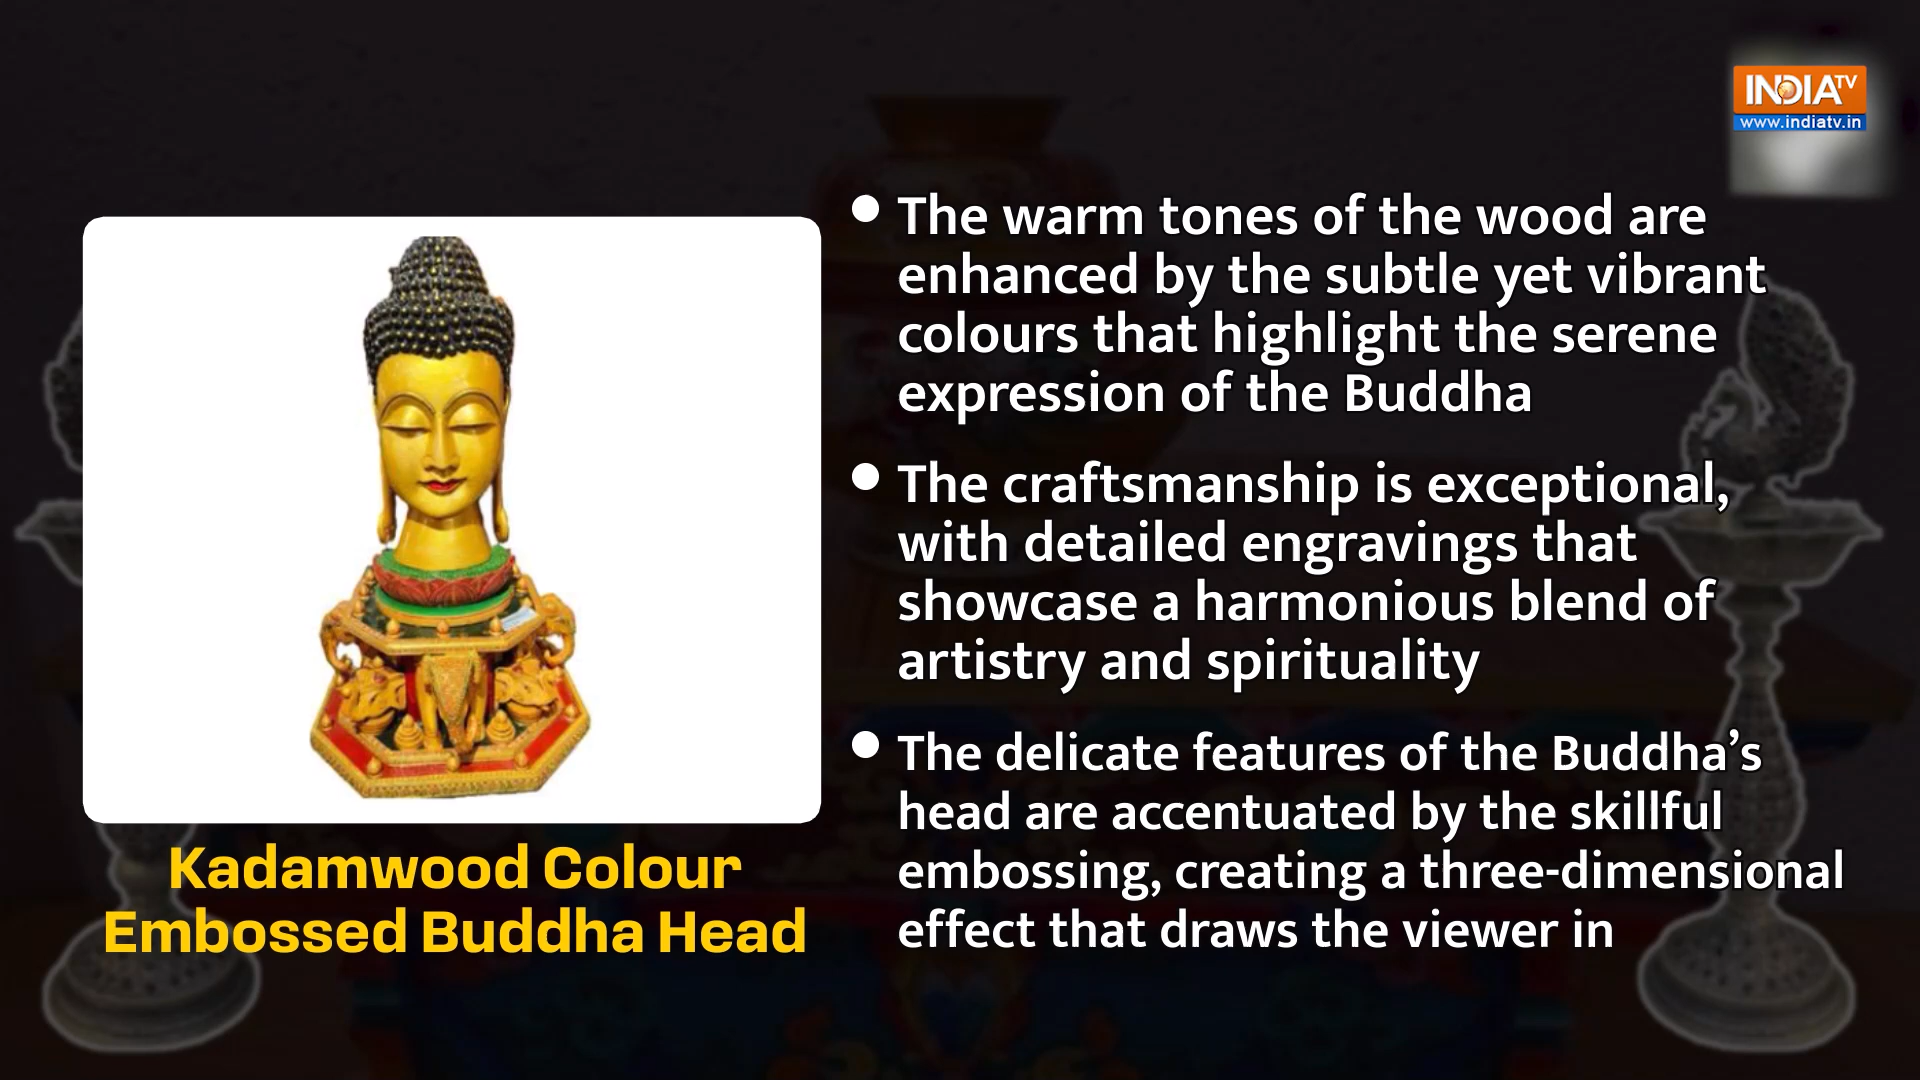 INDIA TV
www.indiatv.in
The warm tones of the wood are
enhanced by the subtle yet vibrant
colours that highlight the serene
expression of the Buddha
The craftsmanship is exceptional,
with detailed engravings that
showcase a harmonious blend of
artistry and spirituality
The delicate features of the Buddha’s
head are accentuated by the skillful
embossing, creating a three-dimensional
effect that draws the viewer in
Kadamwood Colour
Embossed Buddha Head